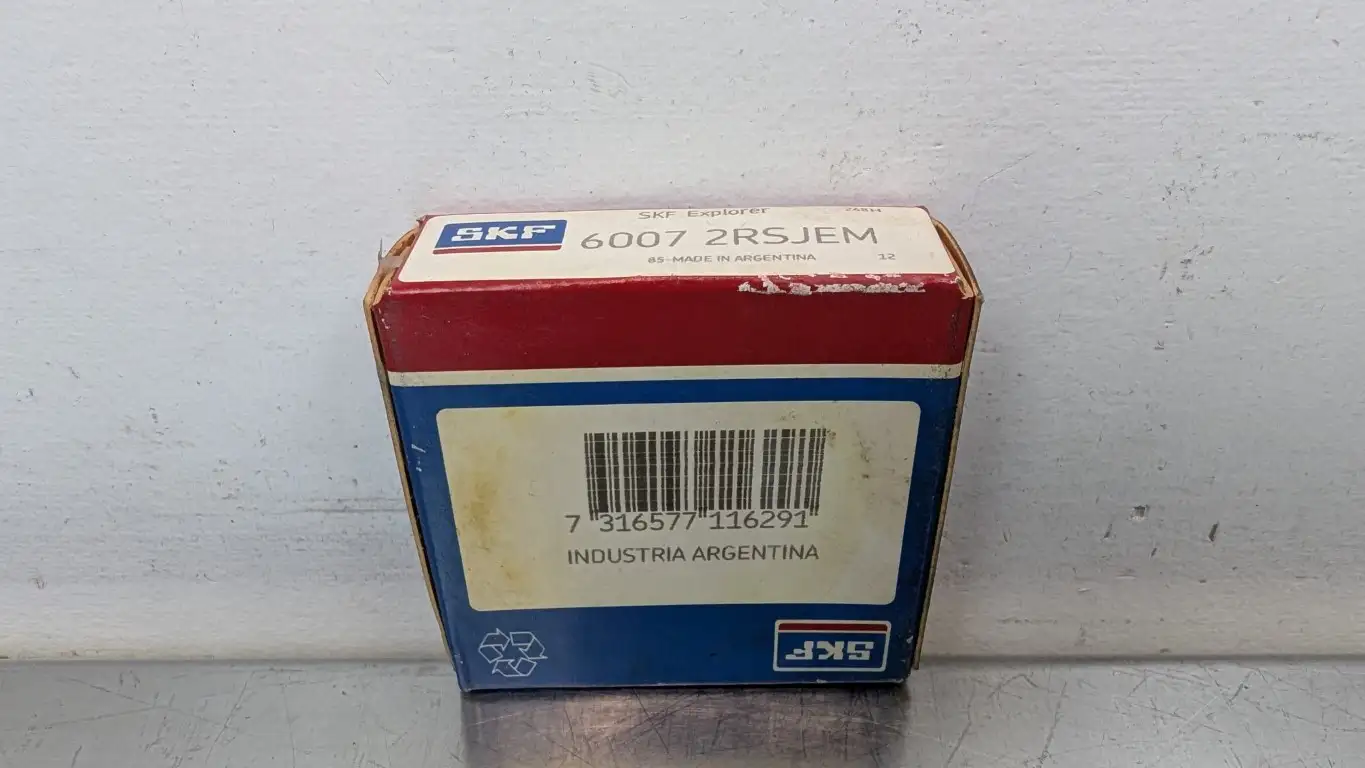 SKF Explorer
SKF
6007 2RSJEM
85-MADE IN ARGENTINA 12
7 316577 116291
INDUSTRIA ARGENTINA
SKF